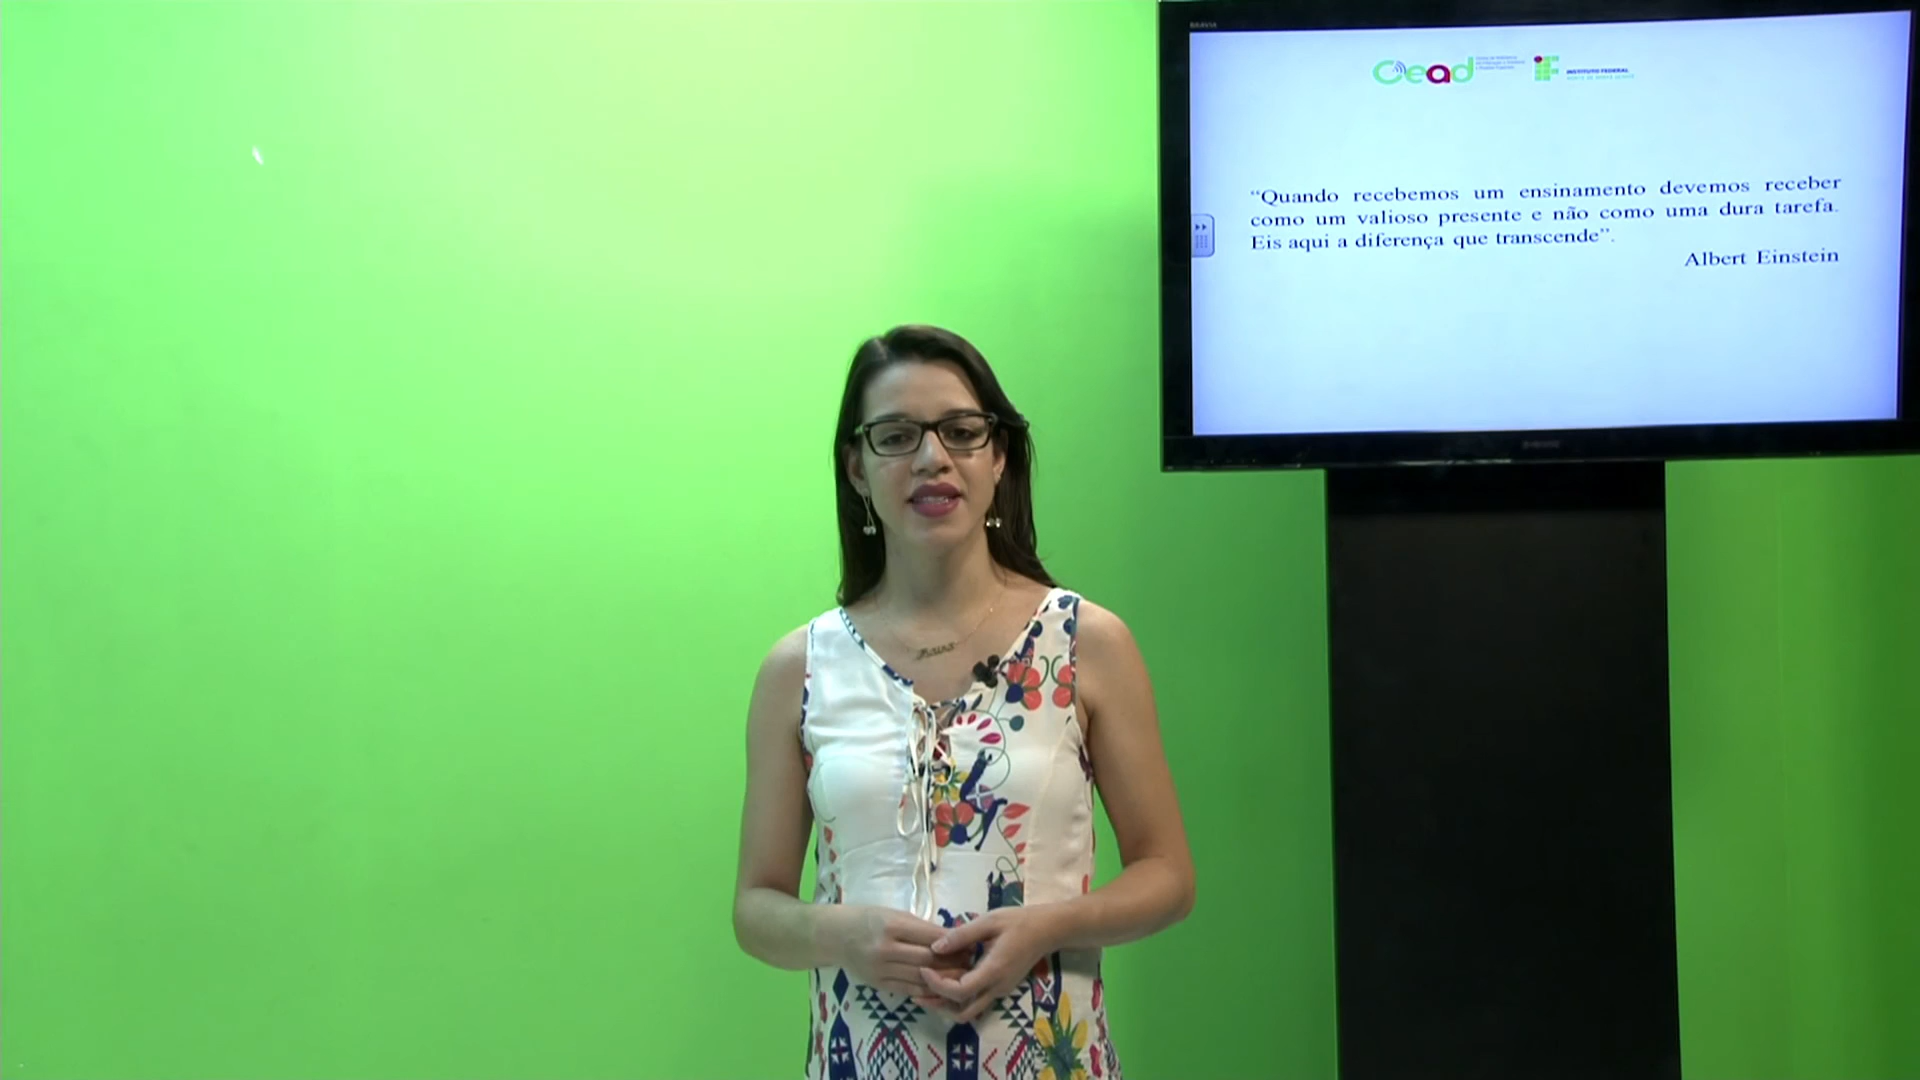 BRAVIA
Cead
INSTITUTO FEDERAL
“Quando recebemos um ensinamento devemos receber
como um valioso presente e não como uma dura tarefa.
Eis aqui a diferença que transcende”.
Albert Einstein